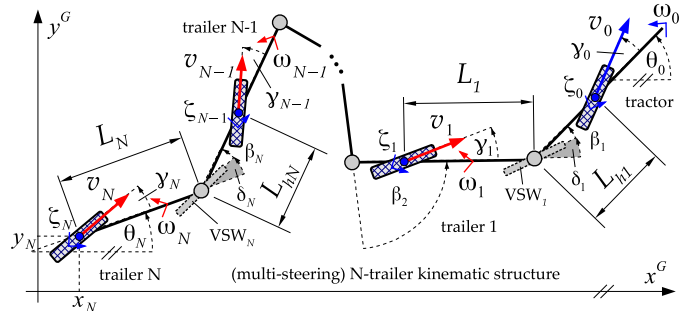 y^G
trailer N-1
v_{N-1}
ω_{N-1}
γ_{N-1}
ζ_{N-1}
v_0
ω_0
γ_0
θ_0
ζ_0
tractor
L_1
L_N
β_N
L_{hN}
δ_N
VSW_N
ζ_1
v_1
γ_1
ω_1
β_2
β_1
δ_1
VSW_1
L_{h1}
trailer 1
v_N
γ_N
ζ_N
θ_N
ω_N
y_N
trailer N
(multi-steering) N-trailer kinematic structure
x^G
x_N